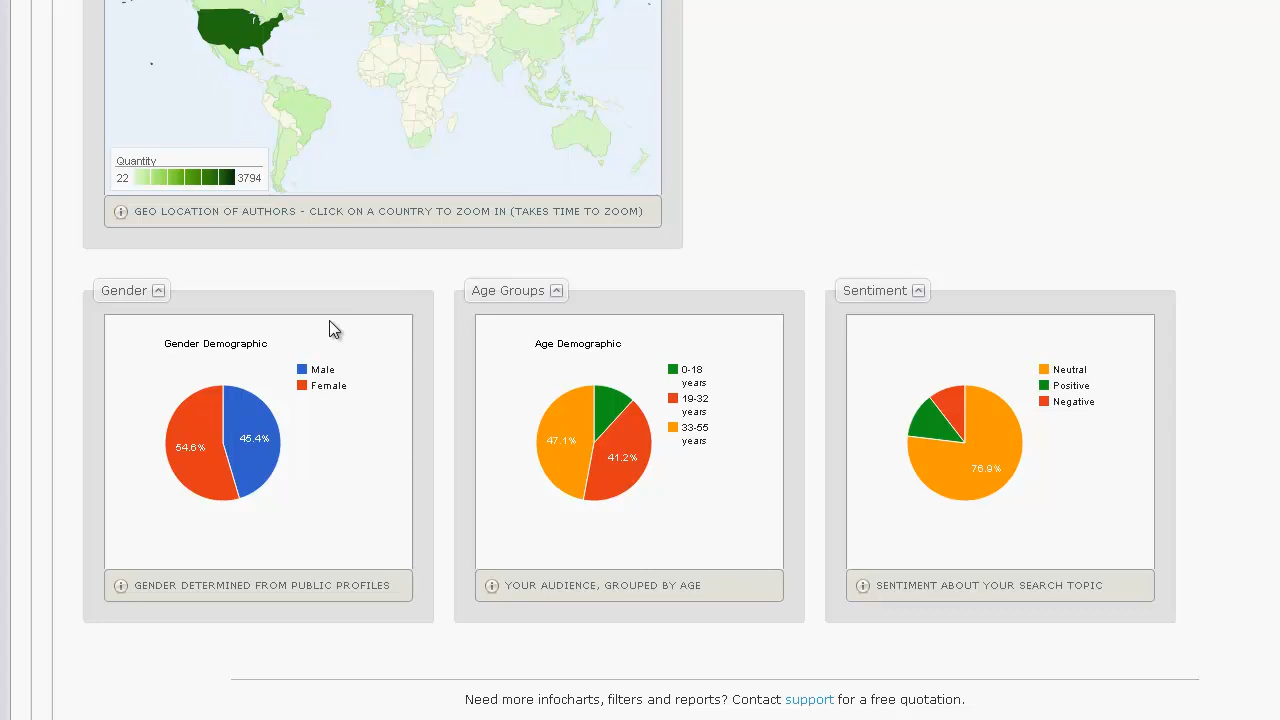 Quantity
22 3794
GEO LOCATION OF AUTHORS - CLICK ON A COUNTRY TO ZOOM IN (TAKES TIME TO ZOOM)
Gender
Gender Demographic
Male
Female
54.6%
45.4%
GENDER DETERMINED FROM PUBLIC PROFILES
Age Groups
Age Demographic
0-18
years
19-32
years
33-55
years
47.1%
41.2%
YOUR AUDIENCE, GROUPED BY AGE
Sentiment
Neutral
Positive
Negative
76.9%
SENTIMENT ABOUT YOUR SEARCH TOPIC
Need more infocharts, filters and reports? Contact support for a free quotation.